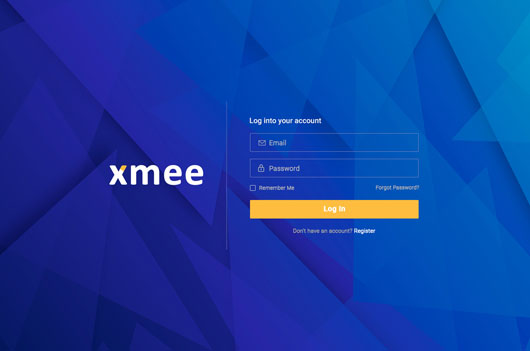 xmee
Log into your account
Email
Password
Remember Me
Forgot Password?
Log In
Don't have an account? Register